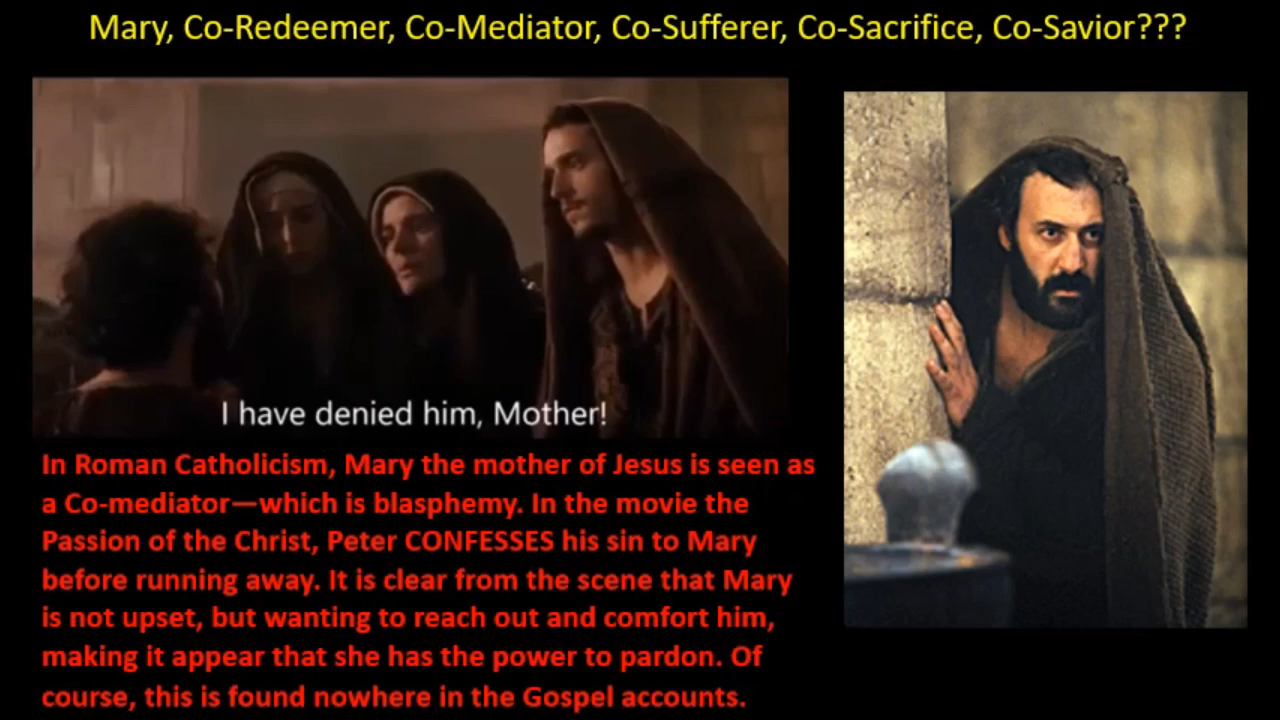 Mary, Co-Redeemer, Co-Mediator, Co-Sufferer, Co-Sacrifice, Co-Savior???
I have denied him, Mother!
In Roman Catholicism, Mary the mother of Jesus is seen as
a Co-mediator—which is blasphemy. In the movie the
Passion of the Christ, Peter CONFESSES his sin to Mary
before running away. It is clear from the scene that Mary
is not upset, but wanting to reach out and comfort him,
making it appear that she has the power to pardon. Of
course, this is found nowhere in the Gospel accounts.